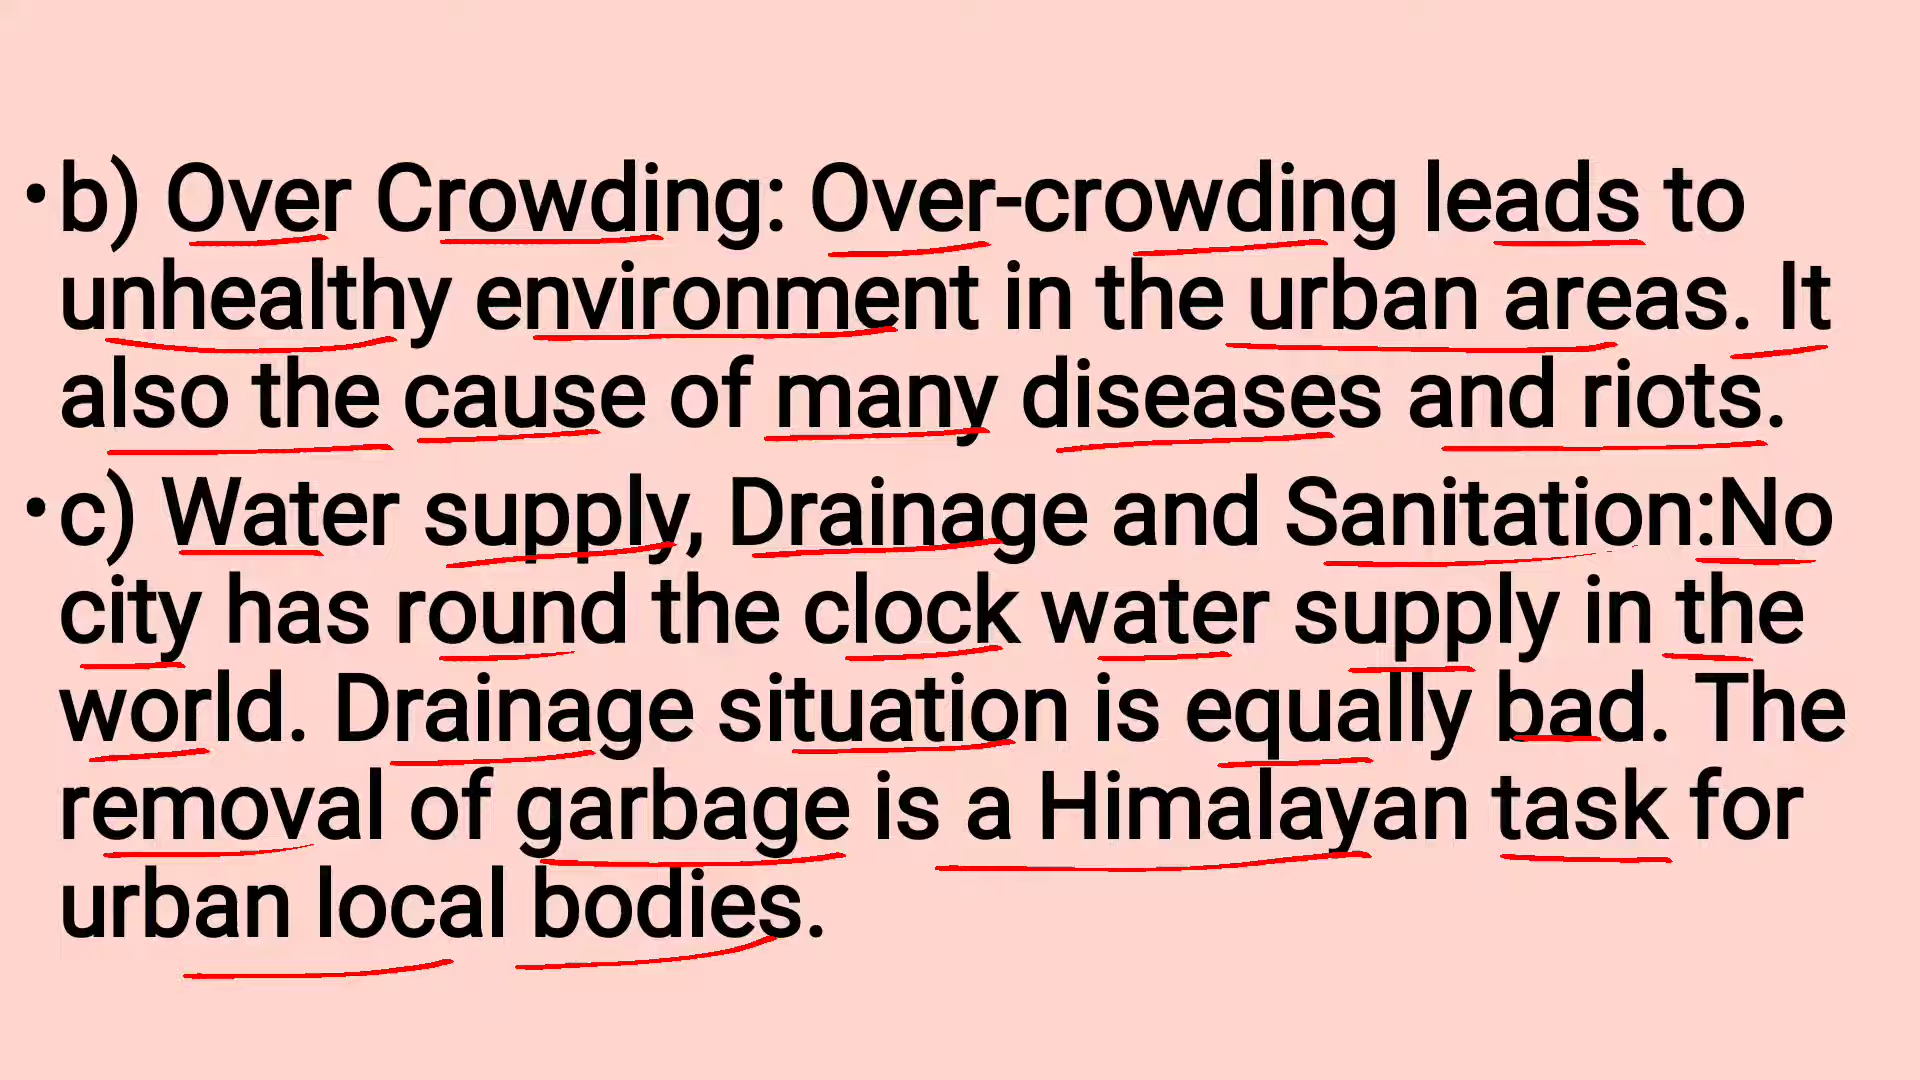 • b) Over Crowding: Over-crowding leads to
unhealthy environment in the urban areas. It
also the cause of many diseases and riots.
• c) Water supply, Drainage and Sanitation:No
city has round the clock water supply in the
world. Drainage situation is equally bad. The
removal of garbage is a Himalayan task for
urban local bodies.